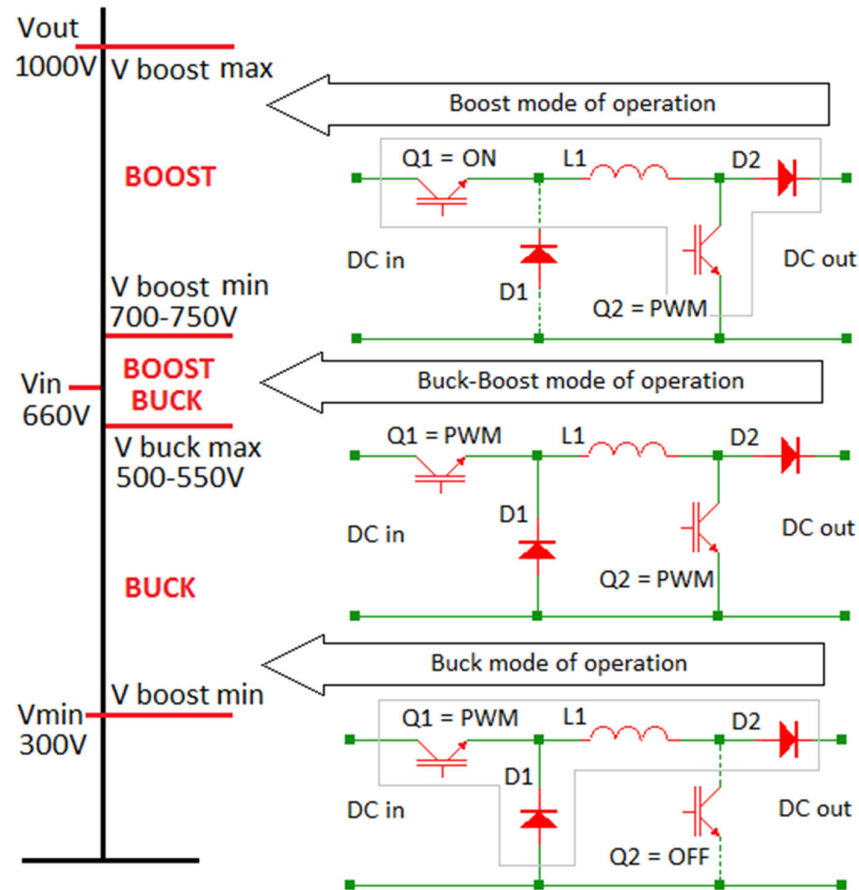 Vout
1000V
V boost max
Boost mode of operation
Q1 = ON
L1
D2
BOOST
DC in
D1
DC out
Q2 = PWM
V boost min
700-750V
BOOST
BUCK
Vin
660V
Buck-Boost mode of operation
Q1 = PWM
L1
D2
V buck max
500-550V
D1
DC in
DC out
Q2 = PWM
BUCK
Buck mode of operation
V boost min
Vmin
300V
Q1 = PWM
L1
D2
D1
DC in
DC out
Q2 = OFF